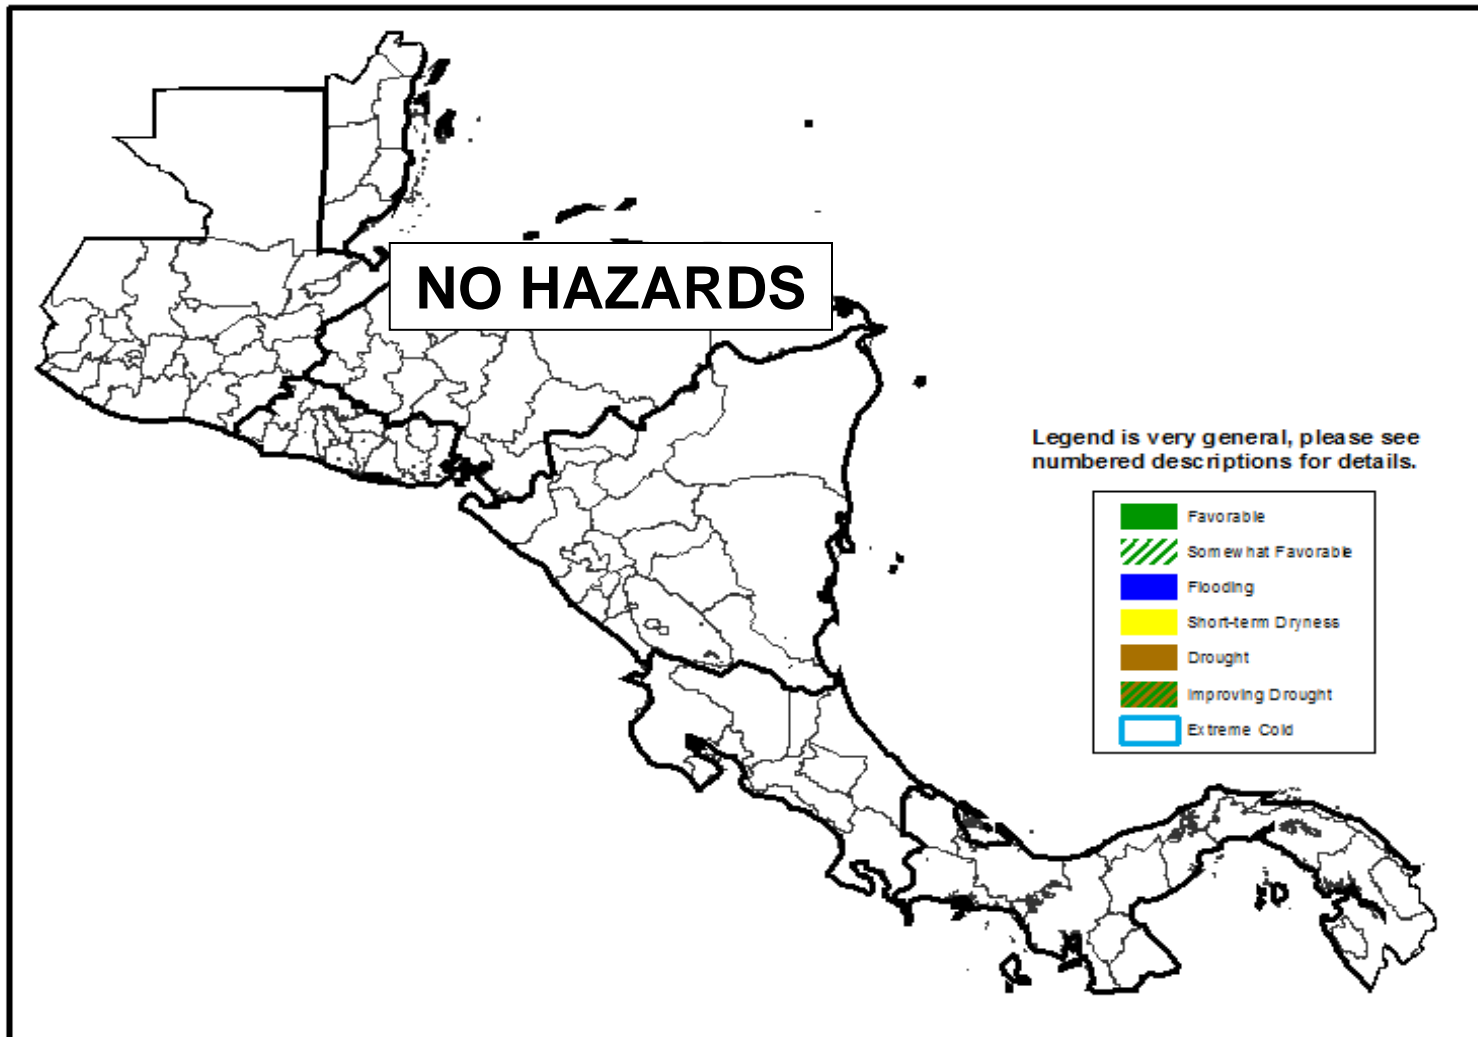 NO HAZARDS
Legend is very general, please see
numbered descriptions for details.
Favorable
Somewhat Favorable
Flooding
Short-term Dryness
Drought
Improving Drought
Extreme Cold